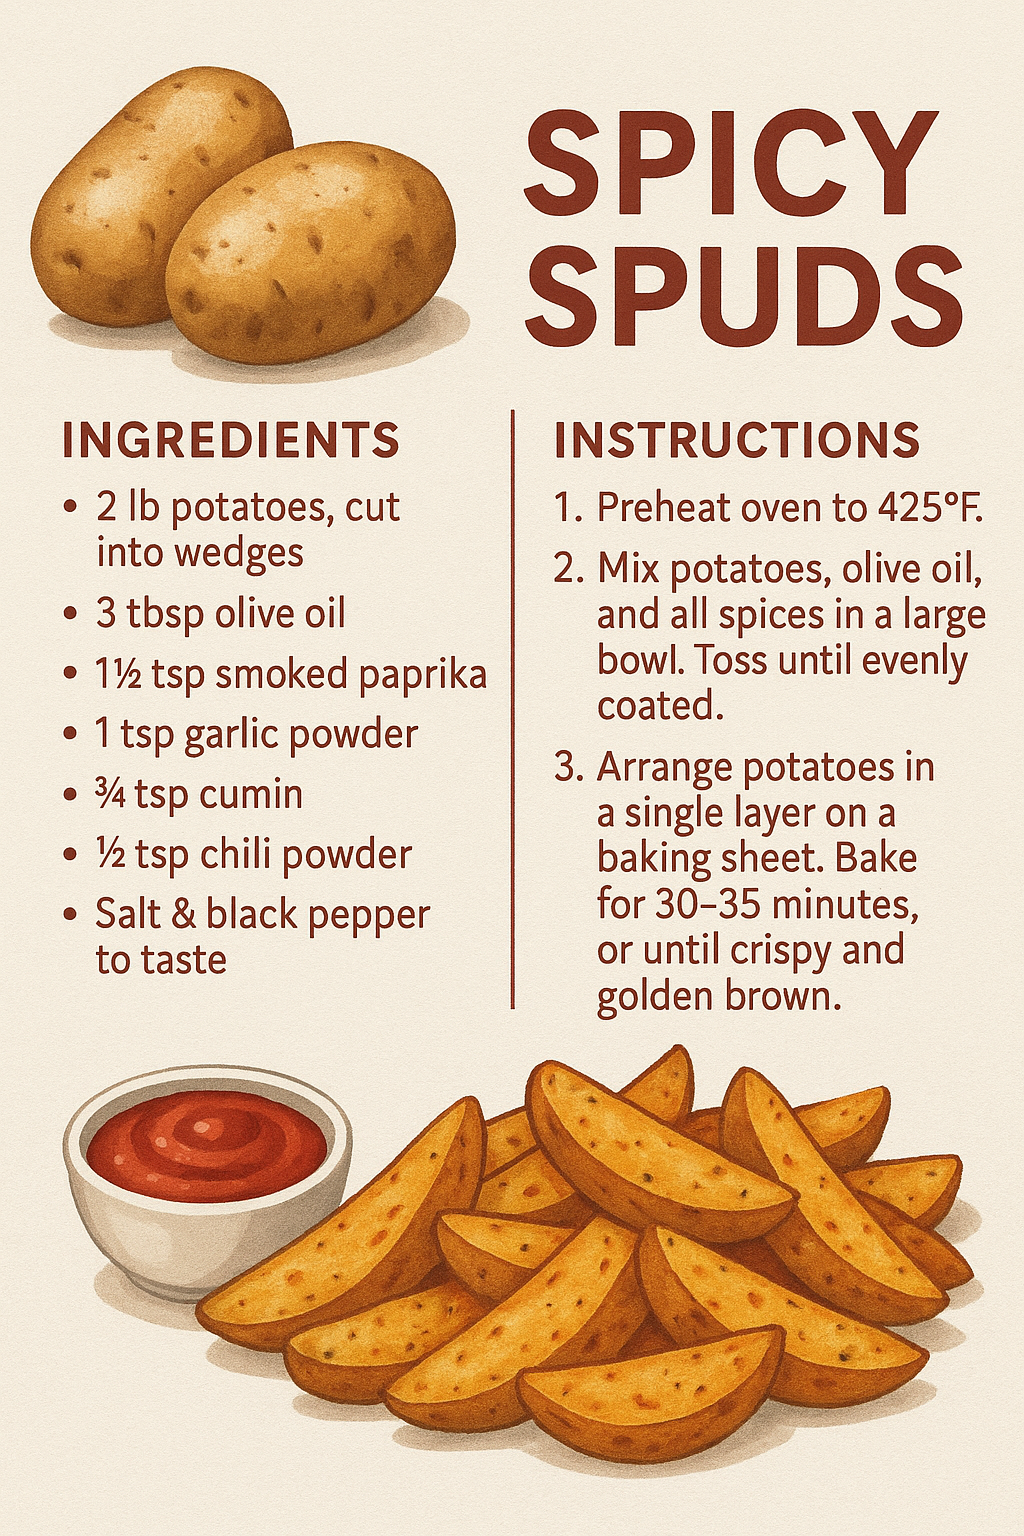 SPICY
SPUDS
INGREDIENTS
• 2 lb potatoes, cut
into wedges
• 3 tbsp olive oil
• 1½ tsp smoked paprika
• 1 tsp garlic powder
• ¾ tsp cumin
• ½ tsp chili powder
• Salt & black pepper
to taste
INSTRUCTIONS
1. Preheat oven to 425°F.
2. Mix potatoes, olive oil,
and all spices in a large
bowl. Toss until evenly
coated.
3. Arrange potatoes in
a single layer on a
baking sheet. Bake
for 30–35 minutes,
or until crispy and
golden brown.